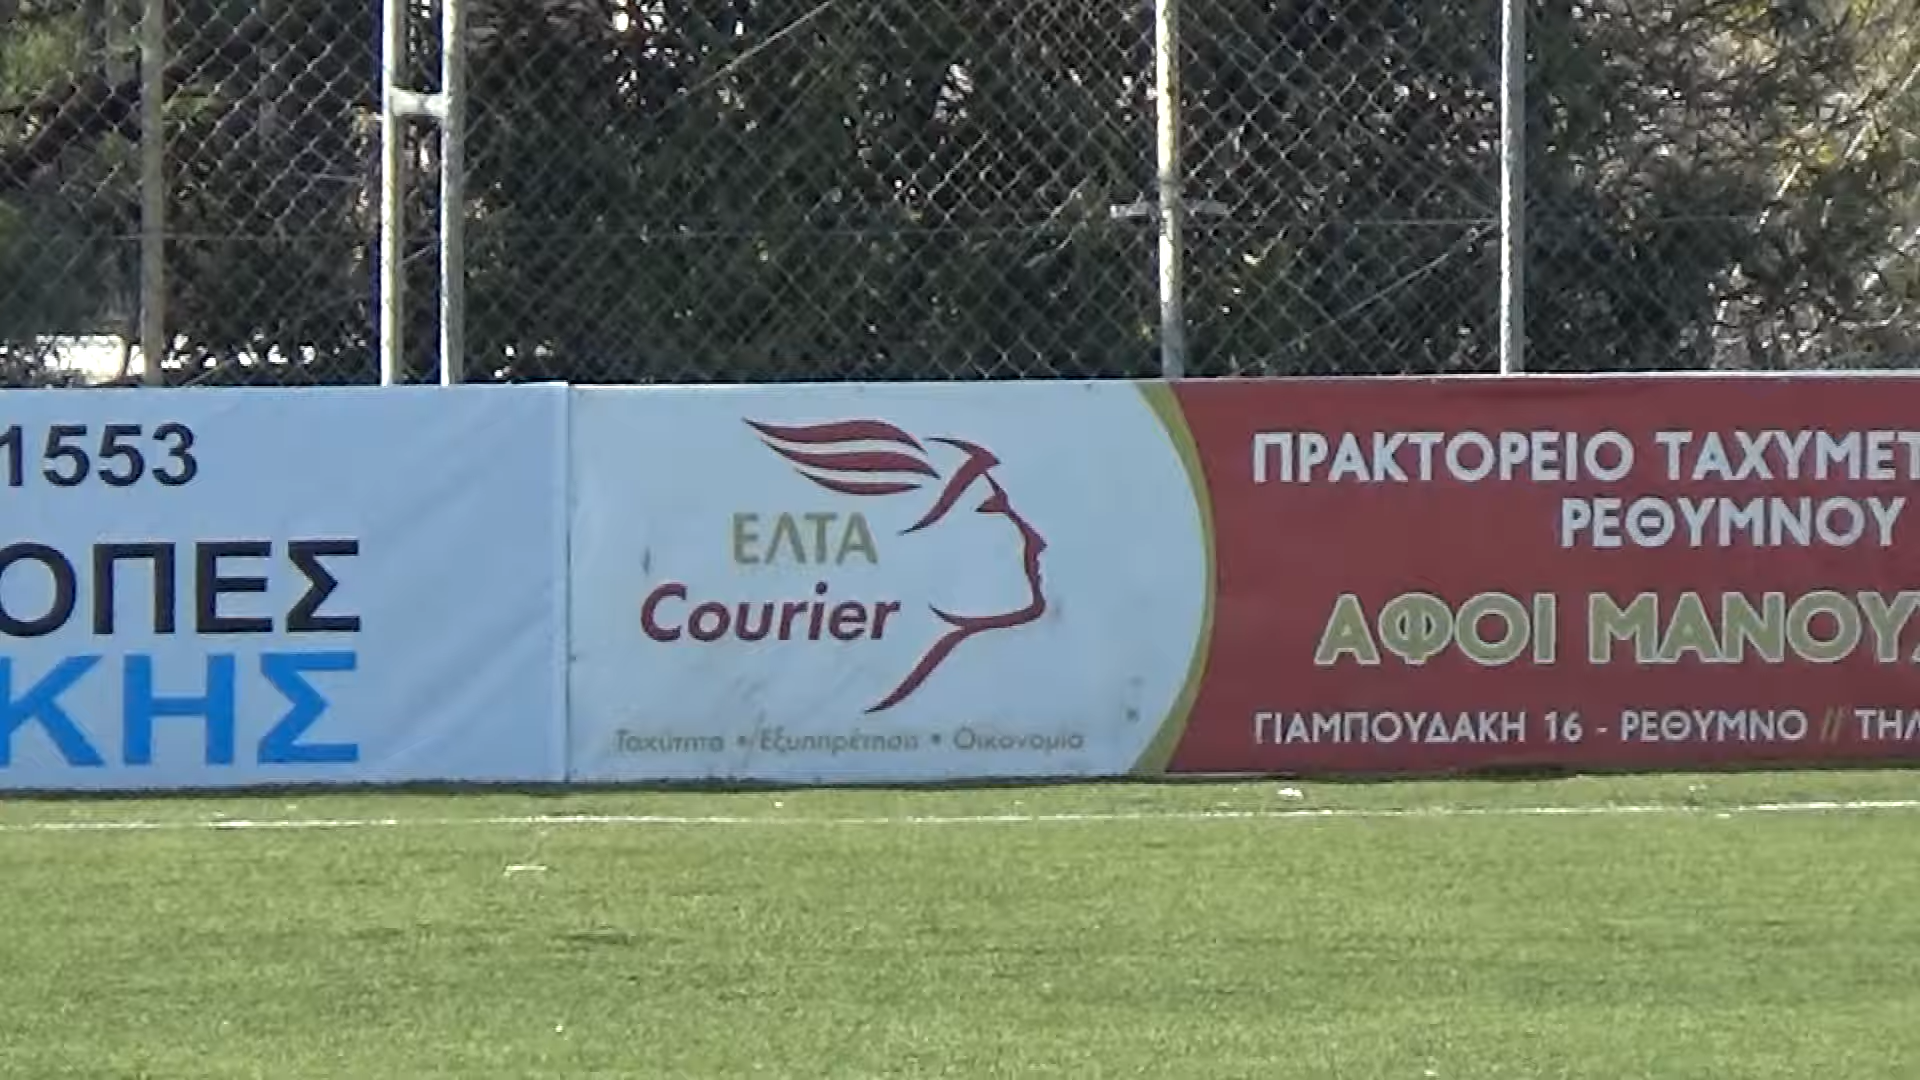 1553
ΟΠΕΣ
ΚΗΣ
ΕΛΤΑ
Courier
Ταχύτητα • Εξυπηρέτηση • Οικονομία
ΠΡΑΚΤΟΡΕΙΟ ΤΑΧΥΜΕΤ
ΡΕΘΥΜΝΟΥ
ΑΦΟΙ ΜΑΝΟΥ
ΓΙΑΜΠΟΥΔΑΚΗ 16 - ΡΕΘΥΜΝΟ // ΤΗΛ